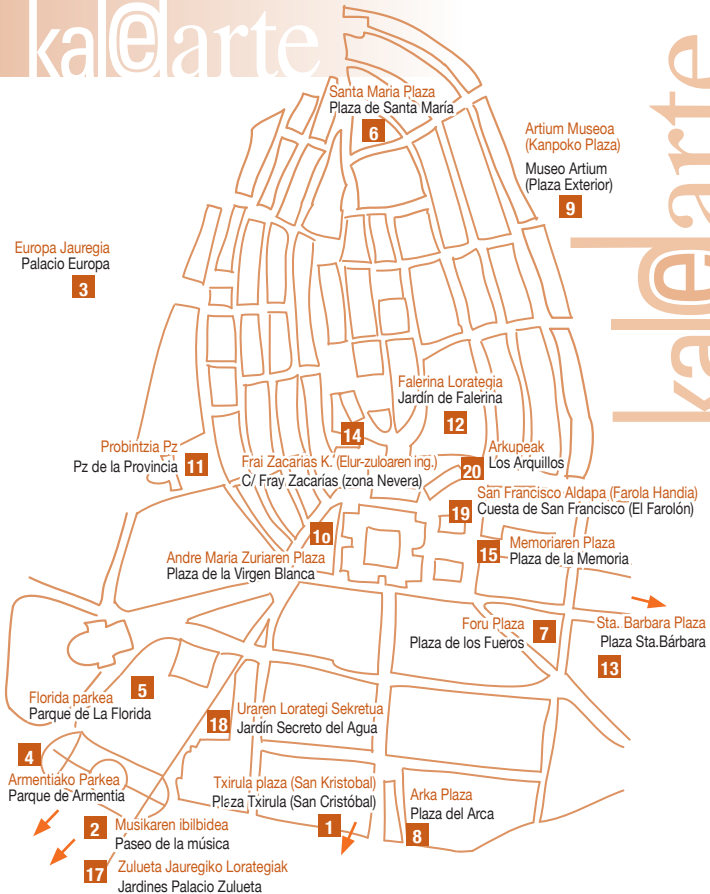 kal@arte
kal@arte
Santa Maria Plaza
Plaza de Santa María
6
Artium Museoa
(Kanpoko Plaza)
Museo Artium
(Plaza Exterior)
9
Europa Jauregia
Palacio Europa
3
Falerina Lorategia
Jardín de Falerina
12
14
Frai Zacarias K. (Elur-zuloaren ing.)
C/ Fray Zacarías (zona Nevera)
Probintzia Pz
Pz de la Provincia
11
Arkupeak
Los Arquillos
20
San Francisco Aldapa (Farola Handia)
Cuesta de San Francisco (El Farolón)
19
1o
Andre Maria Zuriaren Plaza
Plaza de la Virgen Blanca
Memoriaren Plaza
Plaza de la Memoria
15
Foru Plaza
Plaza de los Fueros
7
Sta. Barbara Plaza
Plaza Sta.Bárbara
13
Florida parkea
Parque de La Florida
5
Uraren Lorategi Sekretua
Jardín Secreto del Agua
18
4
Armentiako Parkea
Parque de Armentia
Txirula plaza (San Kristobal)
Plaza Txirula (San Cristóbal)
1
Arka Plaza
Plaza del Arca
8
2
Musikaren ibilbidea
Paseo de la música
17
Zulueta Jauregiko Lorategiak
Jardines Palacio Zulueta